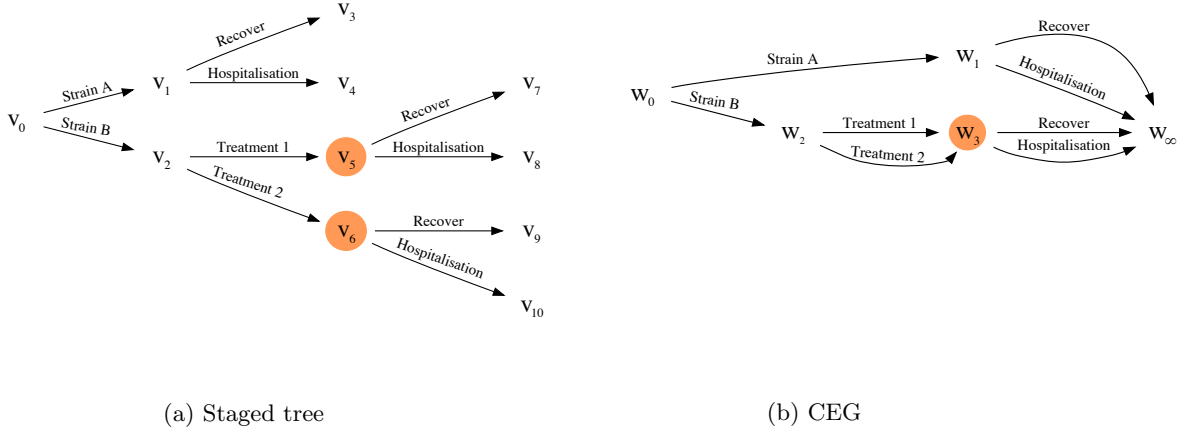 v3
Recover
Strain A
v1
Hospitalisation
v4
v0
Strain B
v2
Treatment 1
v5
Recover
v7
Hospitalisation
v8
Treatment 2
v6
Recover
v9
Hospitalisation
v10
(a) Staged tree
w0
Strain A
w1
Recover
Hospitalisation
Strain B
w2
Treatment 1
w3
Recover
w∞
Treatment 2
Hospitalisation
(b) CEG